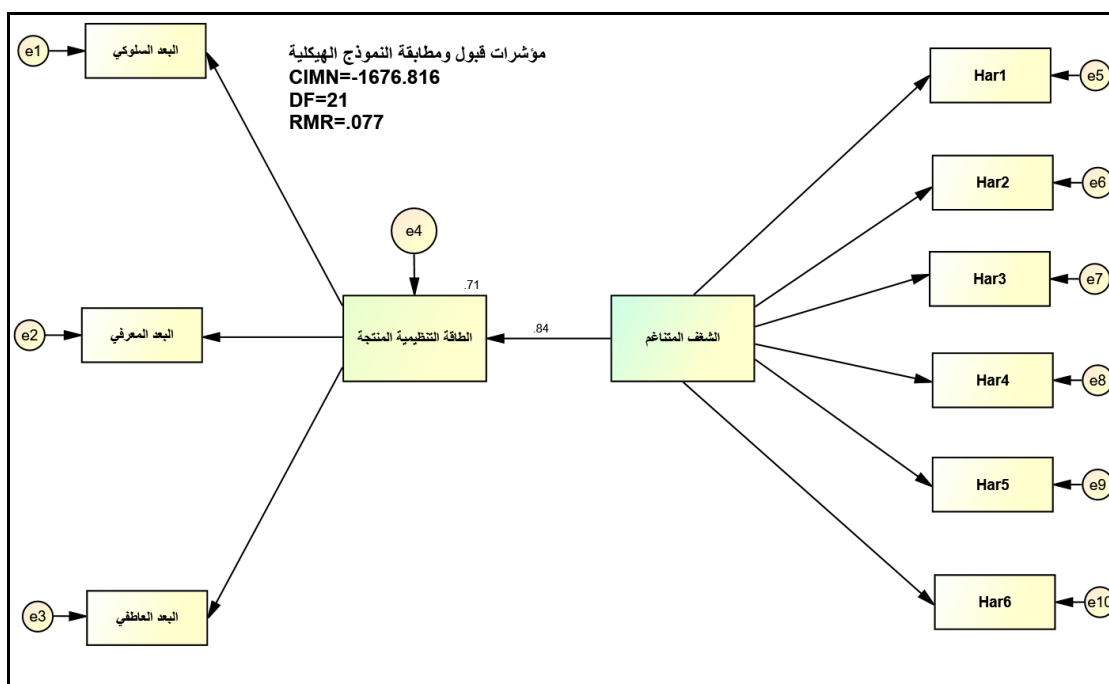 مؤشرات قبول ومطابقة النموذج الهيكلية
CIMN=-1676.816
DF=21
RMR=.077
e1
البعد السلوكي
e2
البعد المعرفي
e3
البعد العاطفي
e4
.71
الطاقة التنظيمية المنتجة
.84
الشغف المتناغم
Har1
e5
Har2
e6
Har3
e7
Har4
e8
Har5
e9
Har6
e10